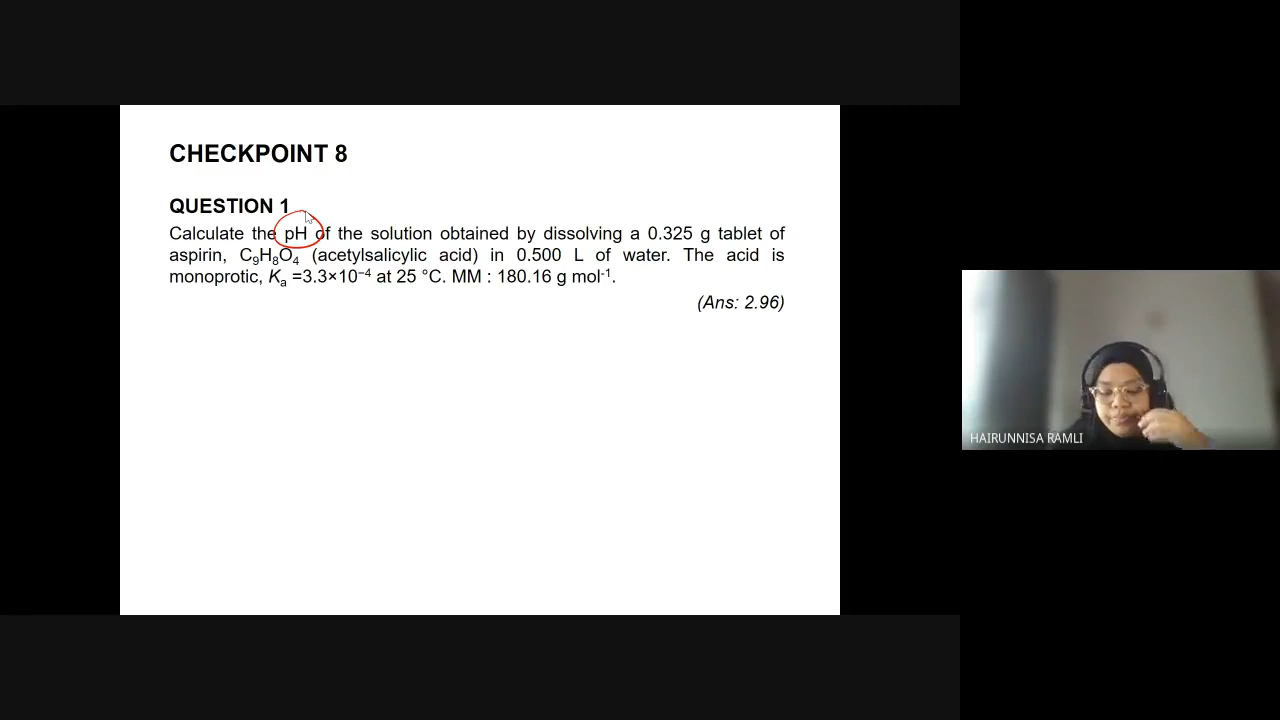 CHECKPOINT 8
QUESTION 1
Calculate the pH of the solution obtained by dissolving a 0.325 g tablet of
aspirin, C₉H₈O₄ (acetylsalicylic acid) in 0.500 L of water. The acid is
monoprotic, Kₐ =3.3×10⁻⁴ at 25 °C. MM : 180.16 g mol⁻¹.
(Ans: 2.96)
HAIRUNNISA RAMLI